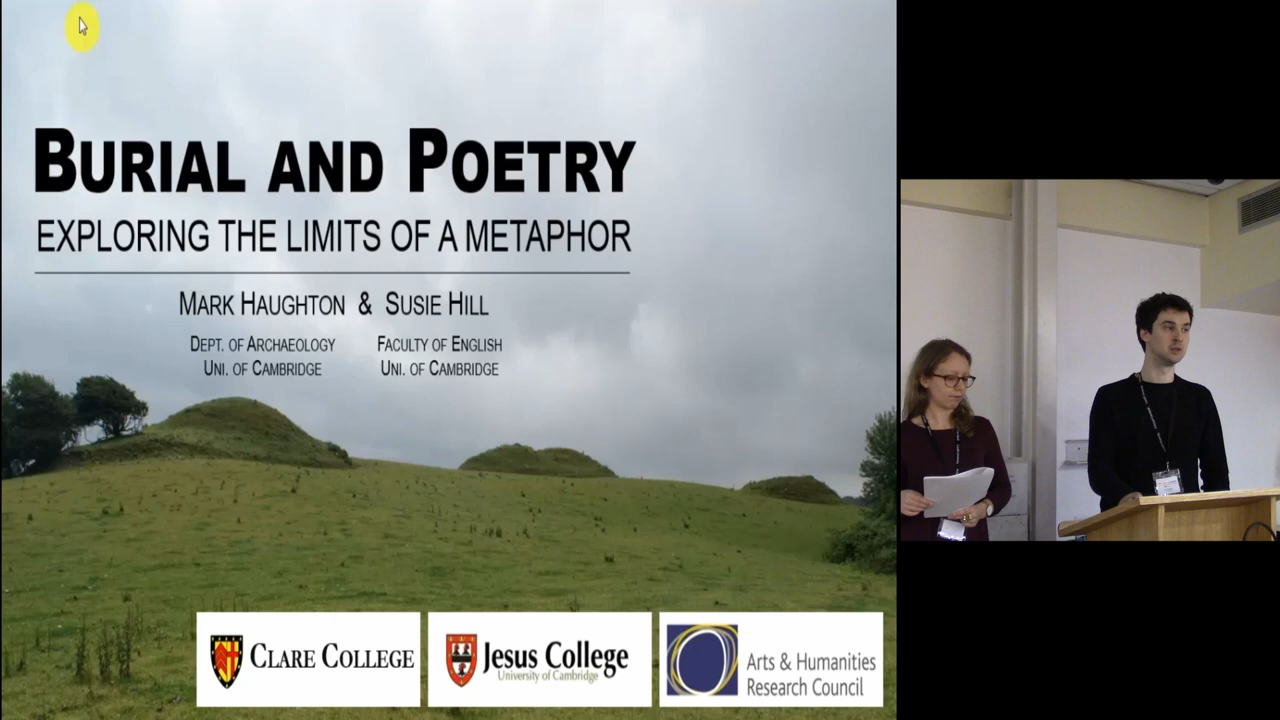 BURIAL AND POETRY
EXPLORING THE LIMITS OF A METAPHOR
MARK HAUGHTON & SUSIE HILL
DEPT. OF ARCHAEOLOGY
UNI. OF CAMBRIDGE
FACULTY OF ENGLISH
UNI. OF CAMBRIDGE
CLARE COLLEGE
Jesus College
University of Cambridge
Arts & Humanities
Research Council